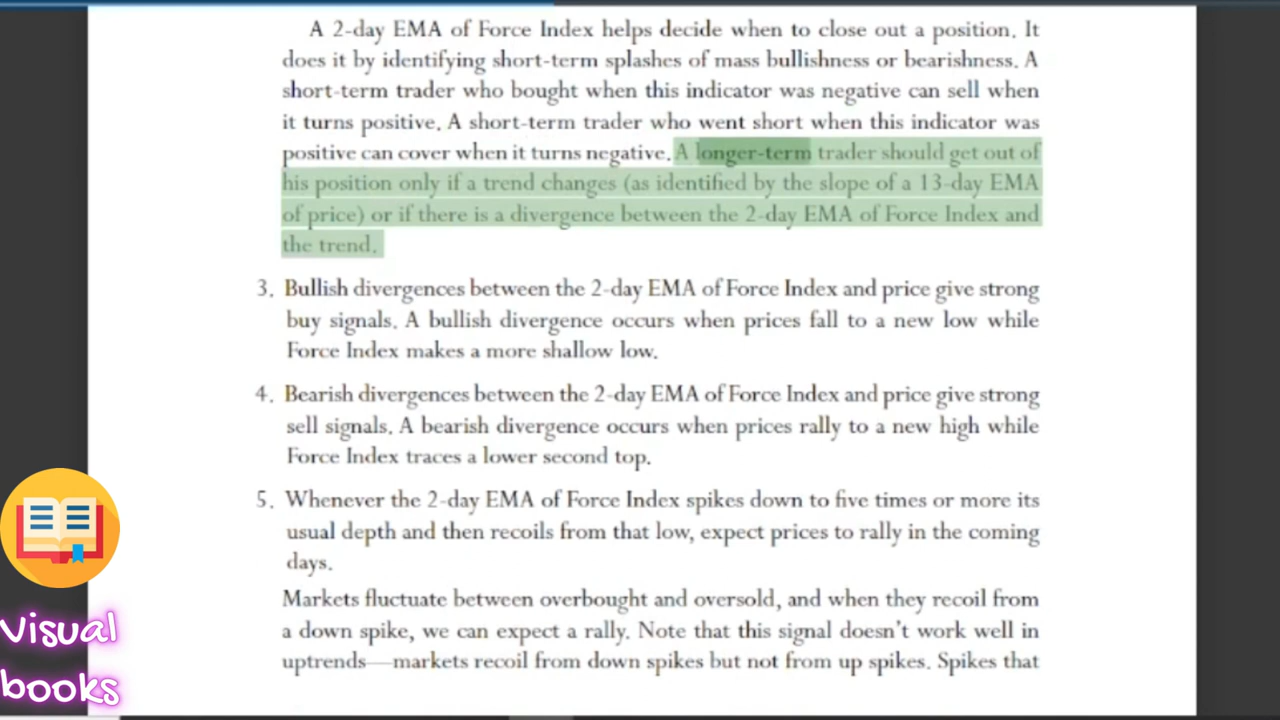 A 2-day EMA of Force Index helps decide when to close out a position. It
does it by identifying short-term splashes of mass bullishness or bearishness. A
short-term trader who bought when this indicator was negative can sell when
it turns positive. A short-term trader who went short when this indicator was
positive can cover when it turns negative. A longer-term trader should get out of
his position only if a trend changes (as identified by the slope of a 13-day EMA
of price) or if there is a divergence between the 2-day EMA of Force Index and
the trend.
3. Bullish divergences between the 2-day EMA of Force Index and price give strong
buy signals. A bullish divergence occurs when prices fall to a new low while
Force Index makes a more shallow low.
4. Bearish divergences between the 2-day EMA of Force Index and price give strong
sell signals. A bearish divergence occurs when prices rally to a new high while
Force Index traces a lower second top.
5. Whenever the 2-day EMA of Force Index spikes down to five times or more its
usual depth and then recoils from that low, expect prices to rally in the coming
days.
Markets fluctuate between overbought and oversold, and when they recoil from
a down spike, we can expect a rally. Note that this signal doesn't work well in
uptrends—markets recoil from down spikes but not from up spikes. Spikes that
Visual
books